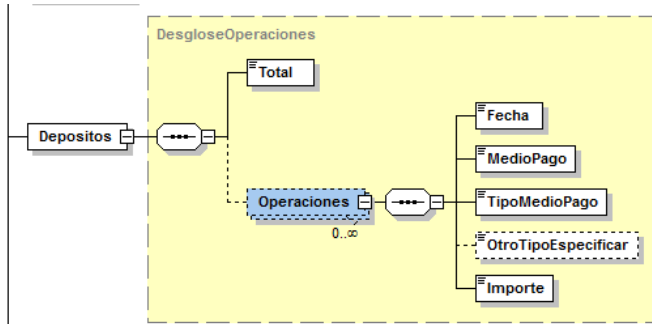 DesgloseOperaciones
Total
Depositos
Fecha
MedioPago
Operaciones
0..∞
TipoMedioPago
OtroTipoEspecificar
Importe